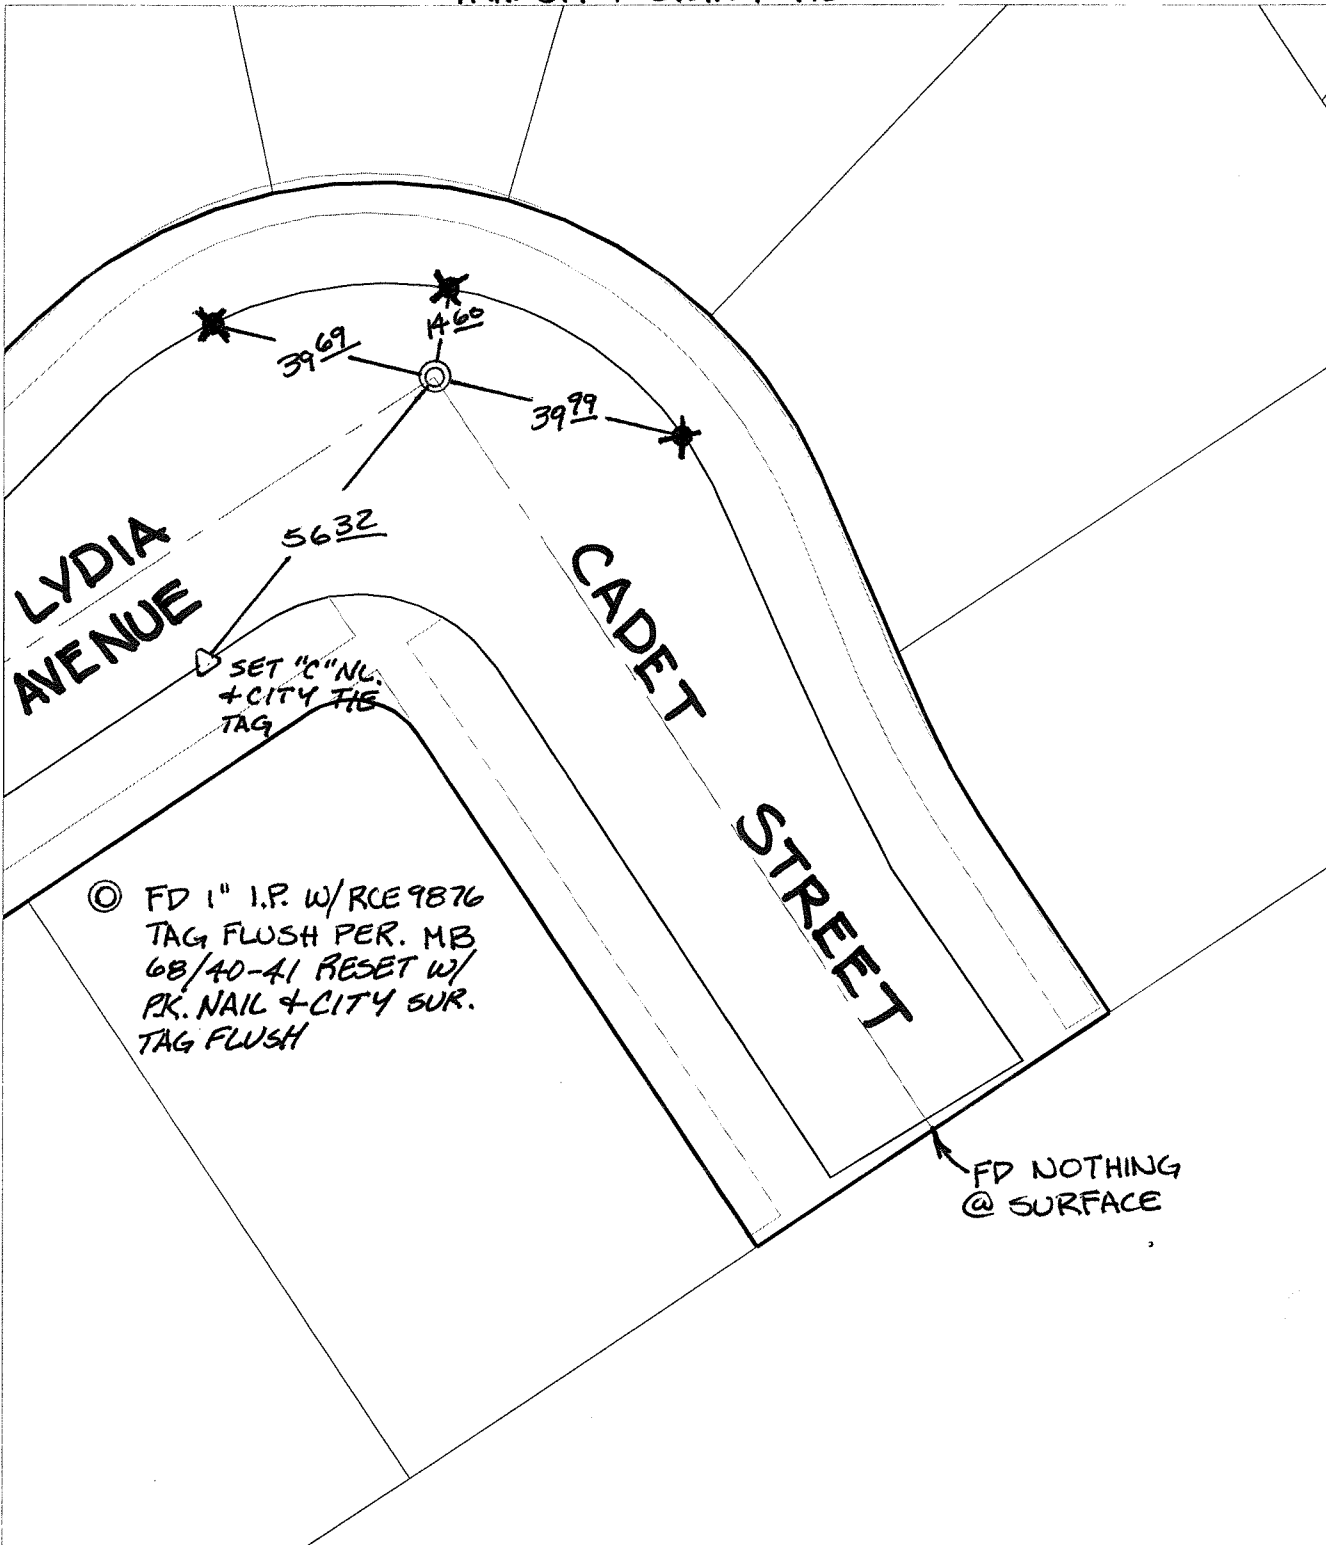 14 60
39 69
39 99
56 32
LYDIA
AVENUE
CADET STREET
SET "C" NL.
+ CITY TIE
TAG
FD 1" I.P. W/ RCE 9876
TAG FLUSH PER. MB
68/40-41 RESET W/
P.K. NAIL + CITY SUR.
TAG FLUSH
FD NOTHING
@ SURFACE